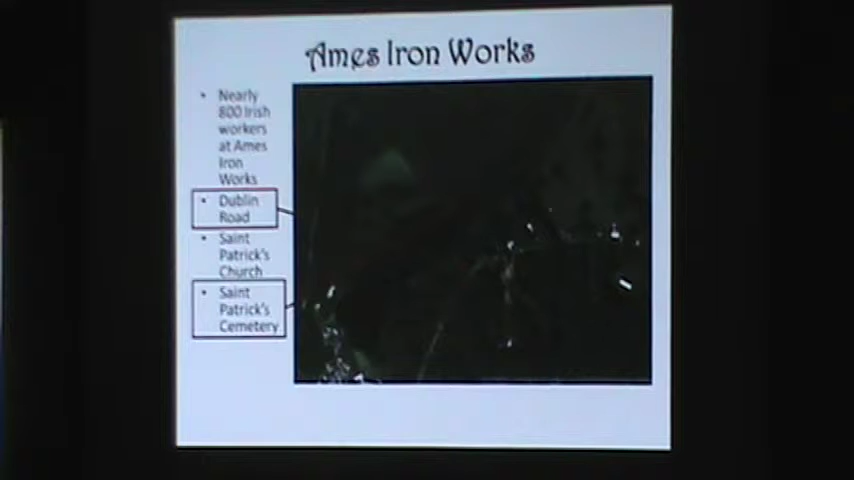 Ames Iron Works
• Nearly
800 Irish
workers
at Ames
Iron
Works
• Dublin
Road
• Saint
Patrick's
Church
• Saint
Patrick's
Cemetery